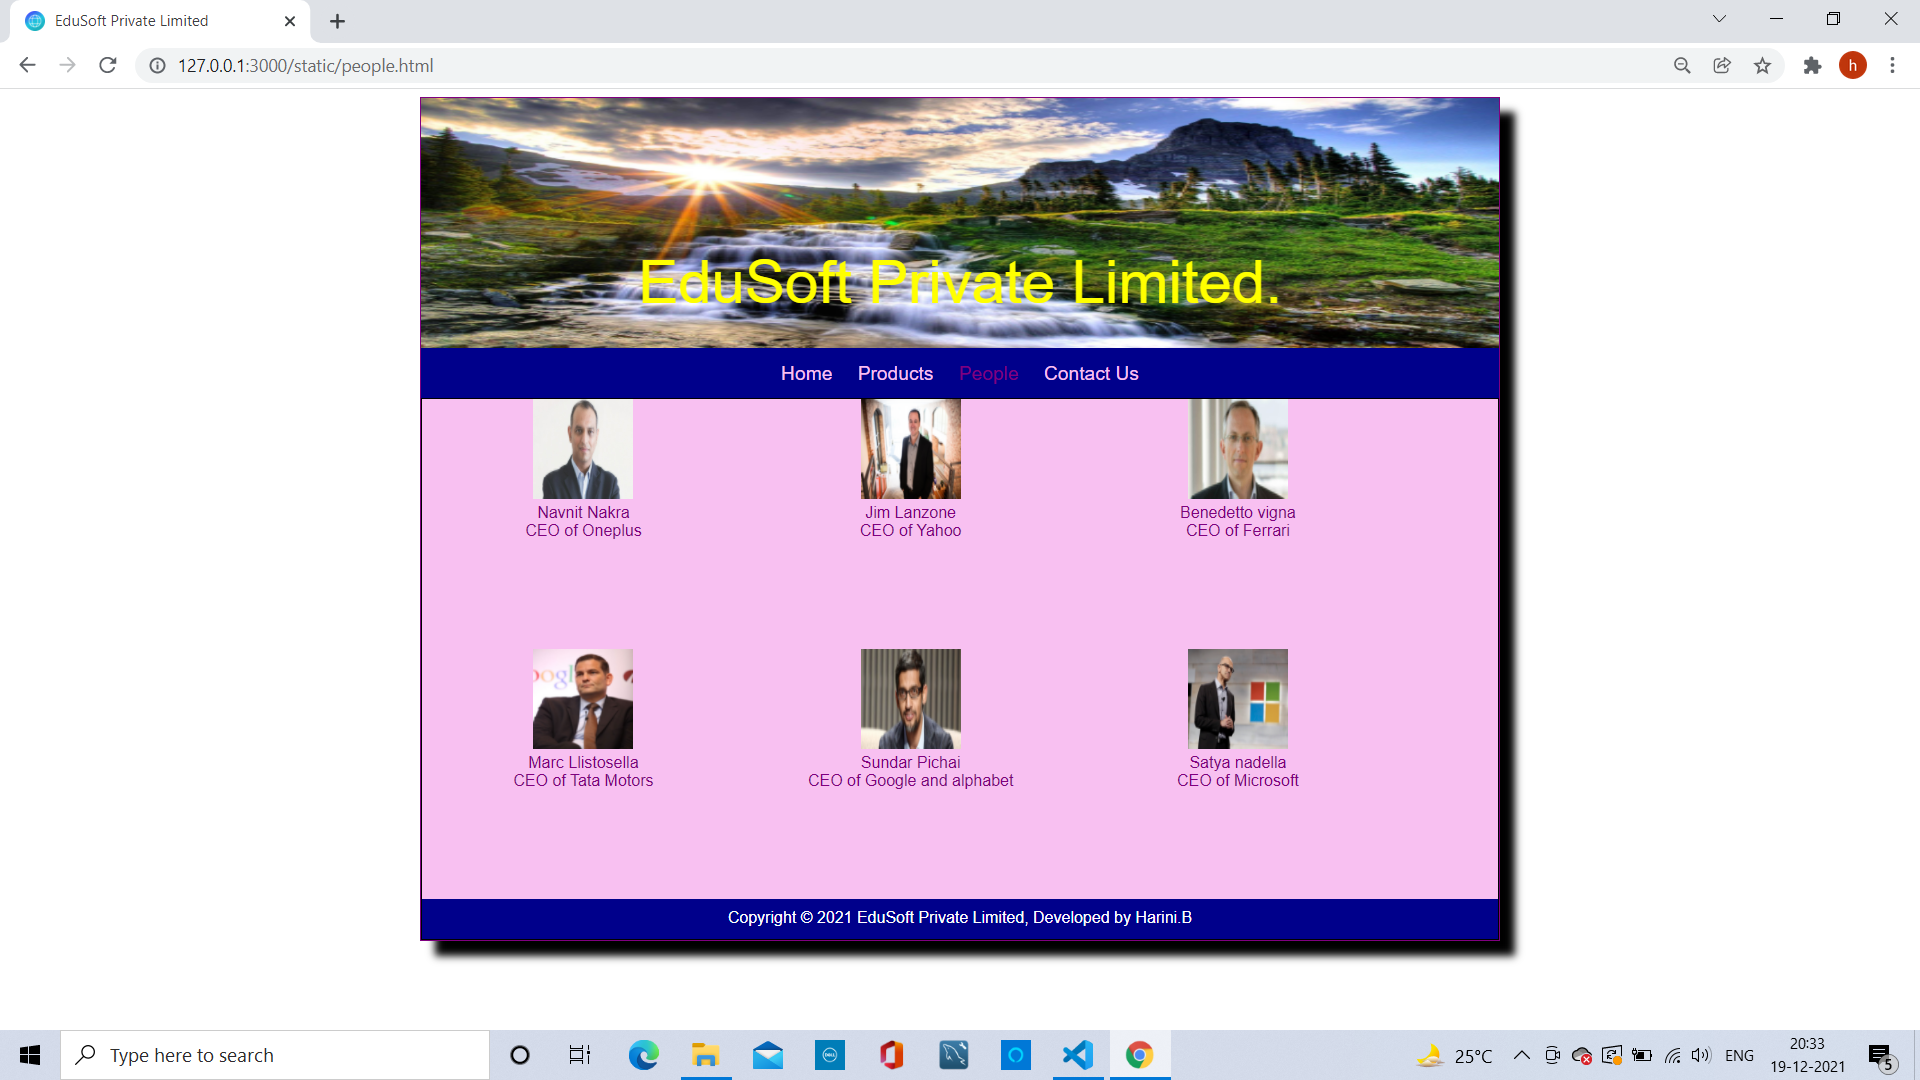 EduSoft Private Limited
127.0.0.1:3000/static/people.html
h
EduSoft Private Limited.
Home Products People Contact Us
Navnit Nakra
CEO of Oneplus
Jim Lanzone
CEO of Yahoo
Benedetto vigna
CEO of Ferrari
Marc Llistosella
CEO of Tata Motors
Sundar Pichai
CEO of Google and alphabet
Satya nadella
CEO of Microsoft
Copyright © 2021 EduSoft Private Limited, Developed by Harini.B
Type here to search
25°C
ENG
20:33
19-12-2021
5